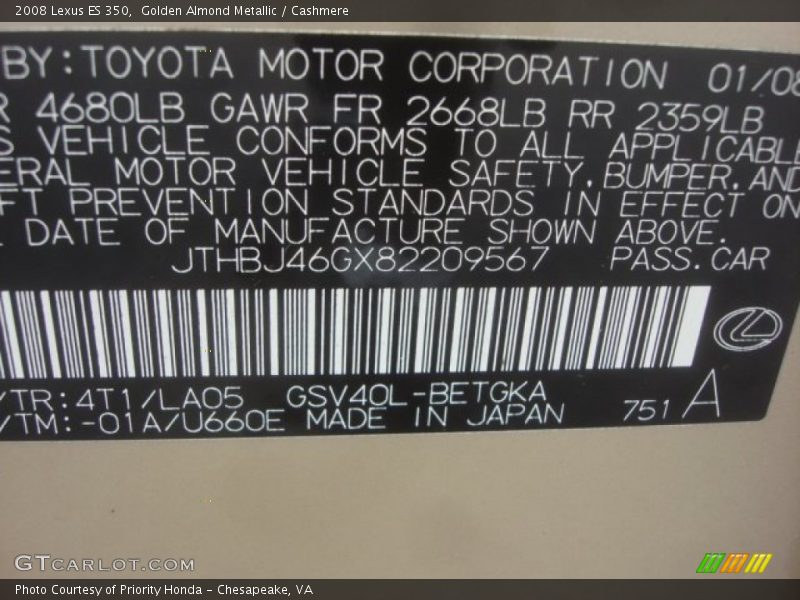 2008 Lexus ES 350,  Golden Almond Metallic / Cashmere
BY:TOYOTA MOTOR CORPORATION 01/08
R 4680LB GAWR FR 2668LB RR 2359LB
S VEHICLE CONFORMS TO ALL APPLICABLE
ERAL MOTOR VEHICLE SAFETY,BUMPER,AND
FT PREVENTION STANDARDS IN EFFECT ON
E DATE OF MANUFACTURE SHOWN ABOVE.
JTHBJ46GX82209567 PASS.CAR
/TR:4T1/LA05 GSV40L-BETGKA
/TM:-01A/U660E MADE IN JAPAN 751 A
GTCARLOT.COM
Photo Courtesy of Priority Honda - Chesapeake, VA